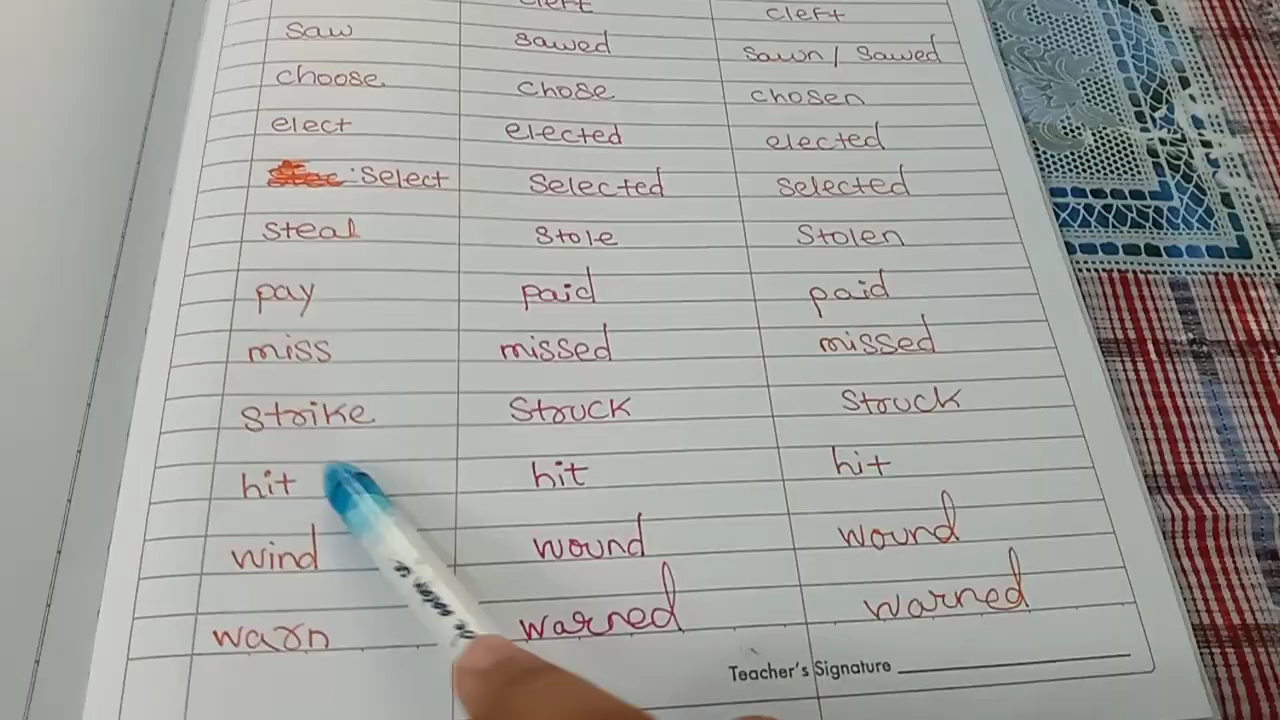 cleft cleft
saw sawed sawn / sawed
choose chose chosen
elect elected elected
select selected selected
steal stole stolen
pay paid paid
miss missed missed
strike struck struck
hit hit hit
wind wound wound
warn warned warned
Teacher's Signature